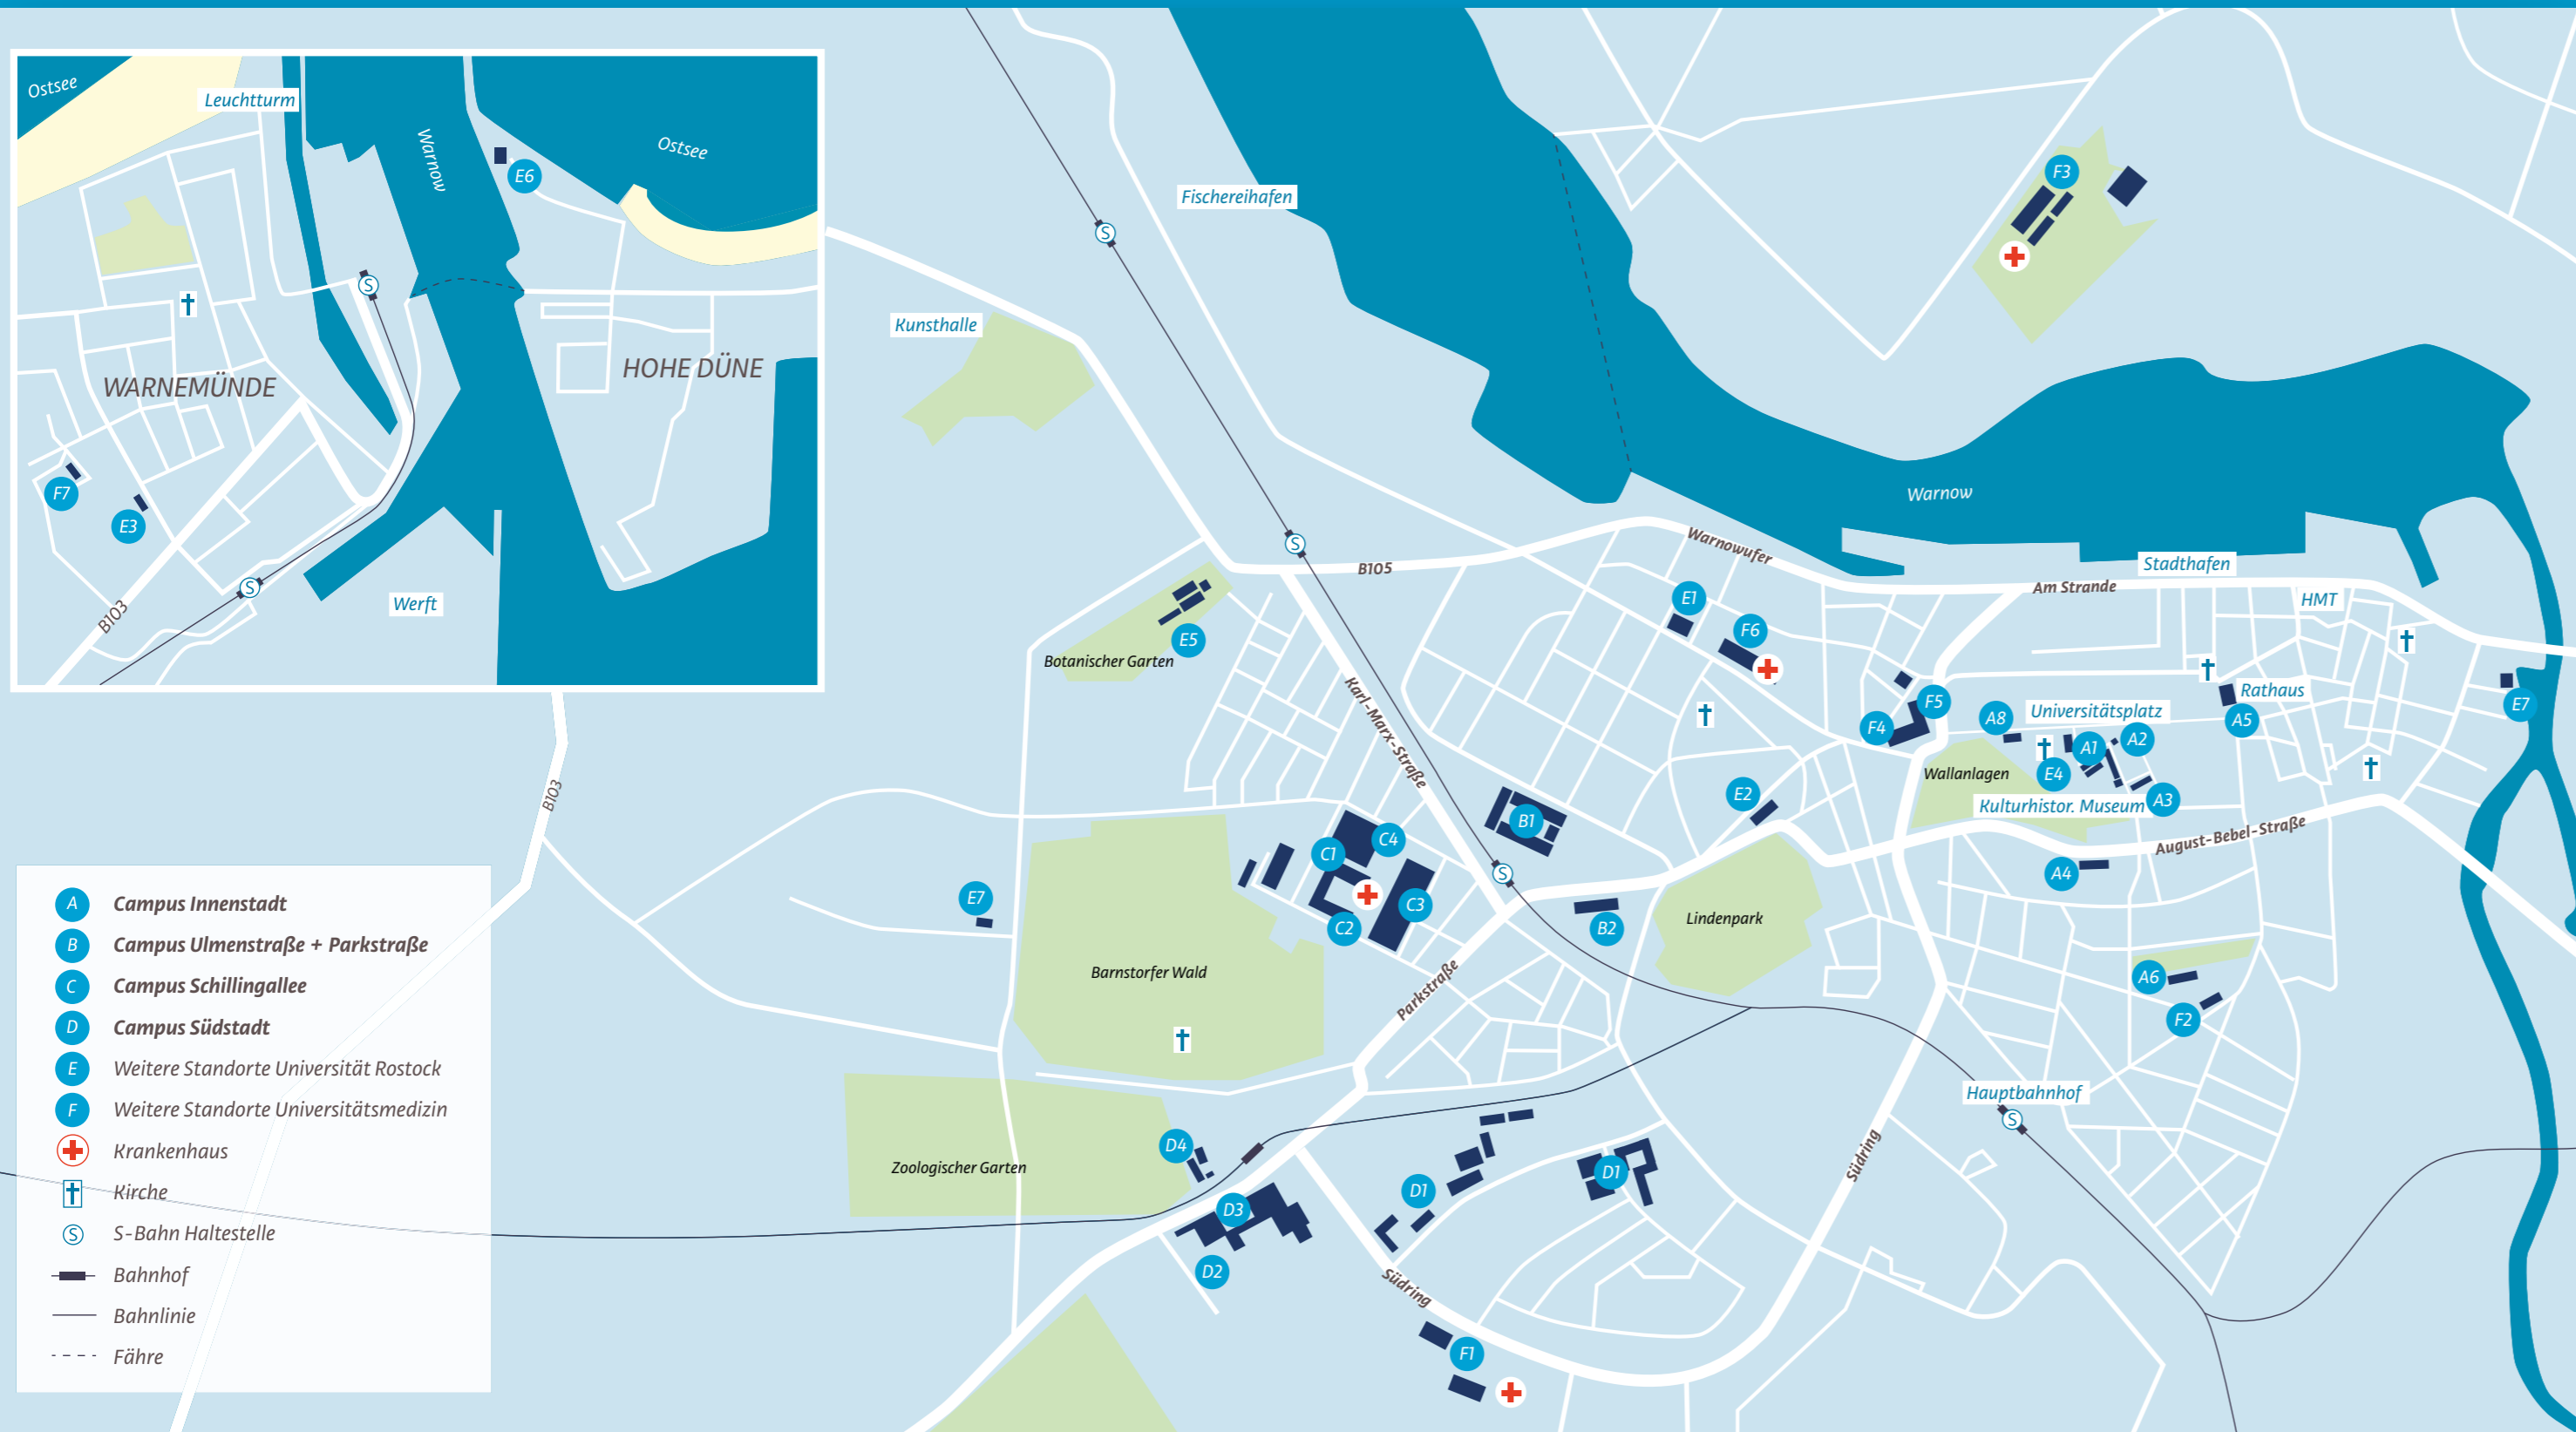 Ostsee
Leuchtturm
Warnow
E6
Ostsee
S
WARNEMÜNDE
HOHE DÜNE
F7
E3
S
Werft
B103
S
Fischereihafen
Kunsthalle
F3
S
B105
Warnow
Warnowufer
Stadthafen
Am Strande
HMT
E1
F6
E5
Botanischer Garten
Karl-Marx-Straße
F5
F4
A8
Universitätsplatz
Rathaus
A5
E7
A1
A2
E4
A3
Wallanlagen
Kulturhistor. Museum
August-Bebel-Straße
B103
E2
B1
C4
C1
C3
C2
S
B2
Lindenpark
A4
E7
Barnstorfer Wald
Parkstraße
A6
F2
Hauptbahnhof
S
Südring
D4
Zoologischer Garten
D3
D2
D1
D1
Südring
F1
A Campus Innenstadt
B Campus Ulmenstraße + Parkstraße
C Campus Schillingallee
D Campus Südstadt
E Weitere Standorte Universität Rostock
F Weitere Standorte Universitätsmedizin
Krankenhaus
Kirche
S S-Bahn Haltestelle
Bahnhof
Bahnlinie
Fähre